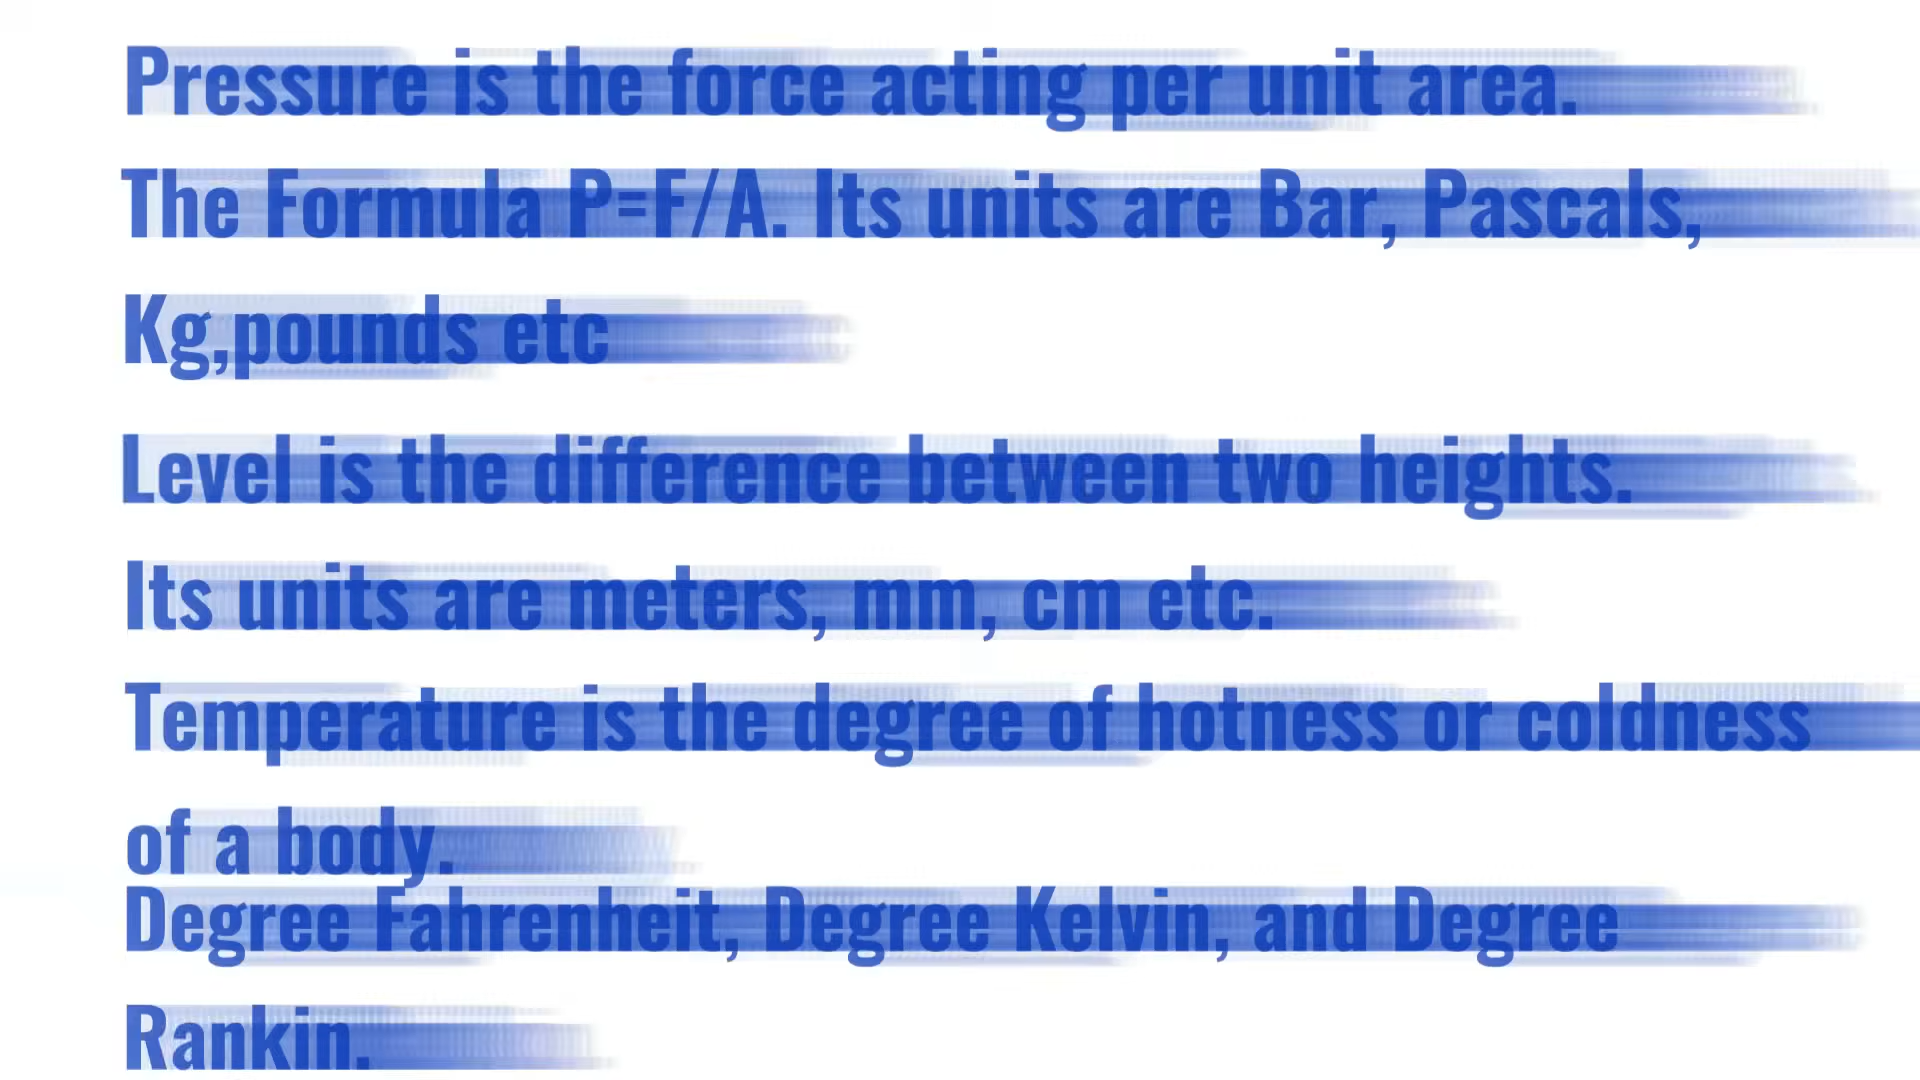 Pressure is the force acting per unit area.
The Formula P=F/A. Its units are Bar, Pascals,
Kg,pounds etc
Level is the difference between two heights.
Its units are meters, mm, cm etc.
Temperature is the degree of hotness or coldness
of a body.
Degree Fahrenheit, Degree Kelvin, and Degree
Rankin.